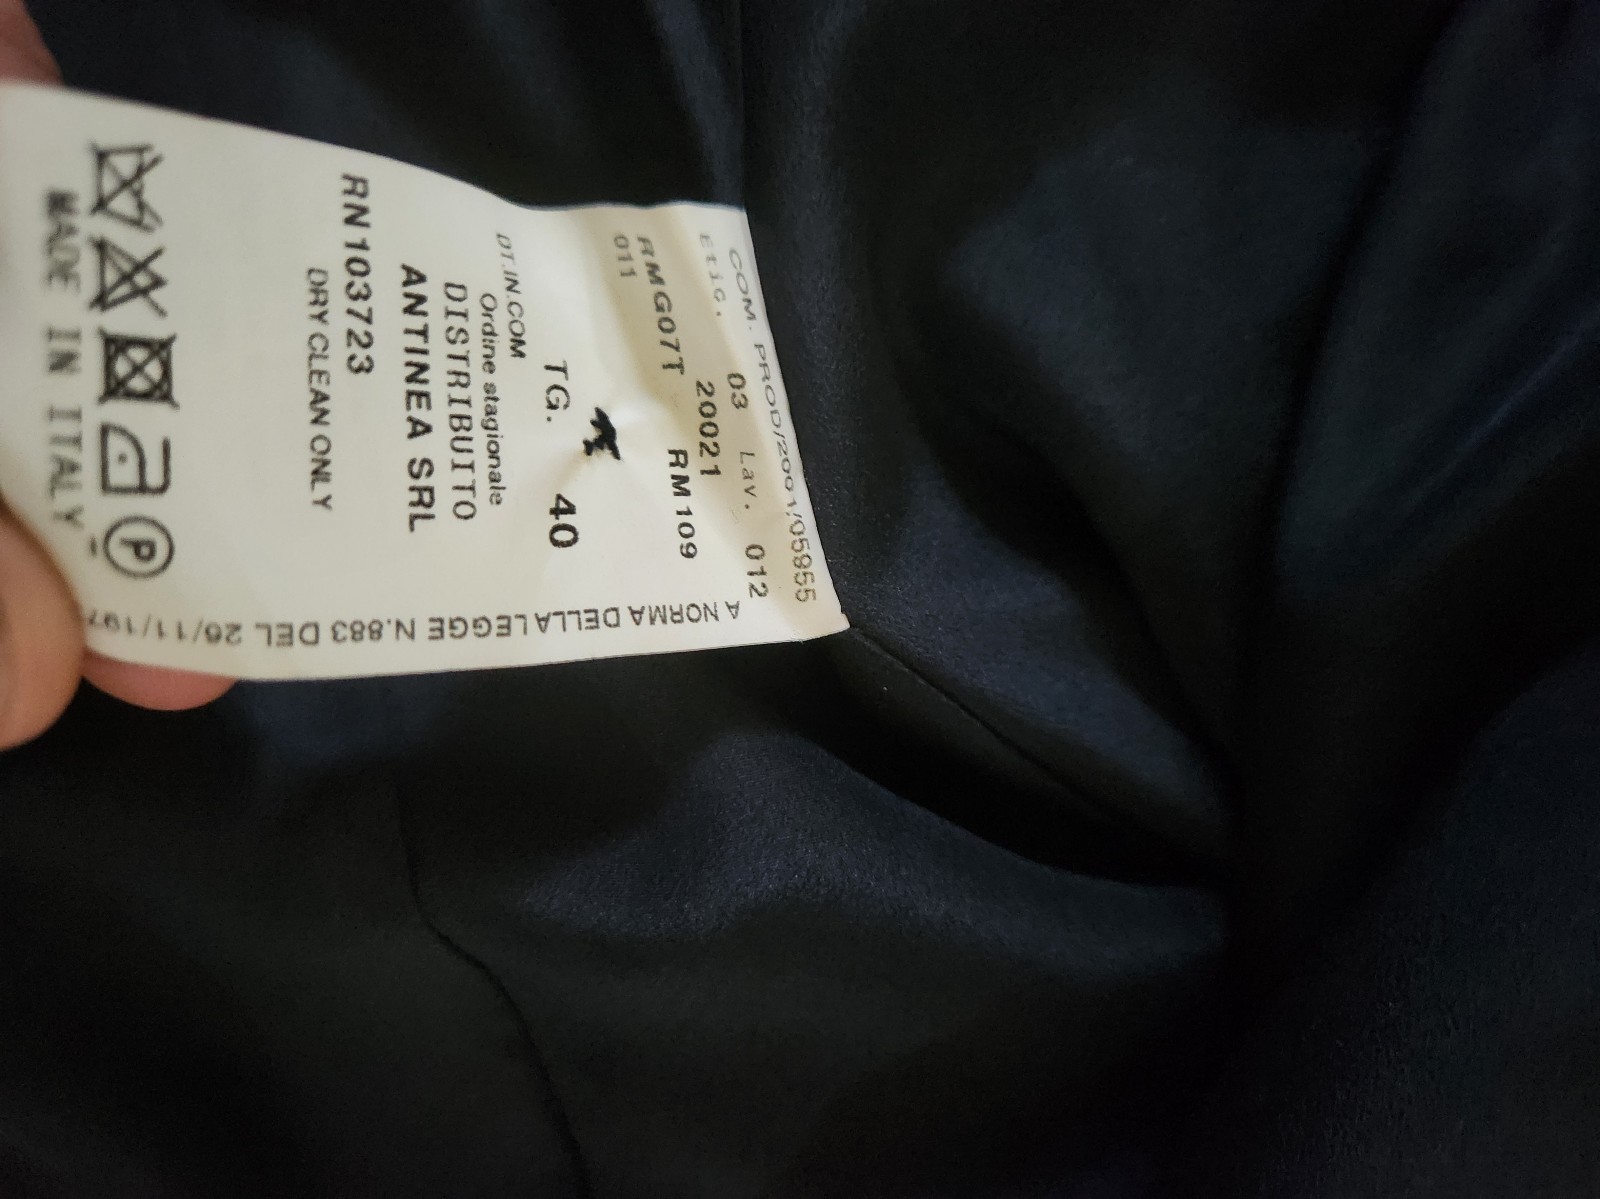 COM. PROD/2001/05855
03 Lav. 012
Etic. 20021
RMG07T RM109
011
TG. 40
DT.IN.COM
Ordine stagionale
DISTRIBUITO
ANTINEA SRL
RN103723
DRY CLEAN ONLY
P
MADE IN ITALY
A NORMA DELLA LEGGE N.883 DEL 26/11/197